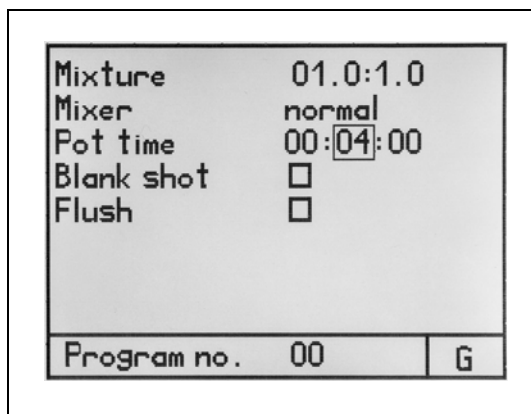 Mixture 01.0:1.0
Mixer normal
Pot time 00:04:00
Blank shot
Flush
Program no. 00 G